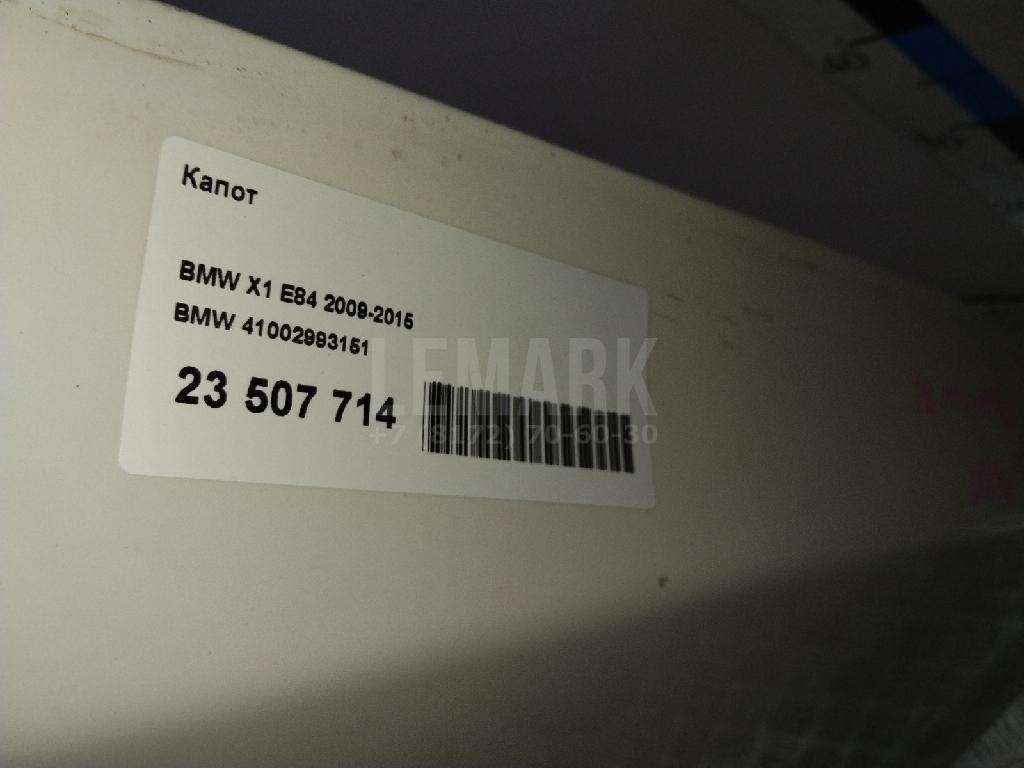 Капот
BMW X1 E84 2009-2015
BMW 41002993151
23 507 714
LEMARK
+7 (8172) 70-60-30